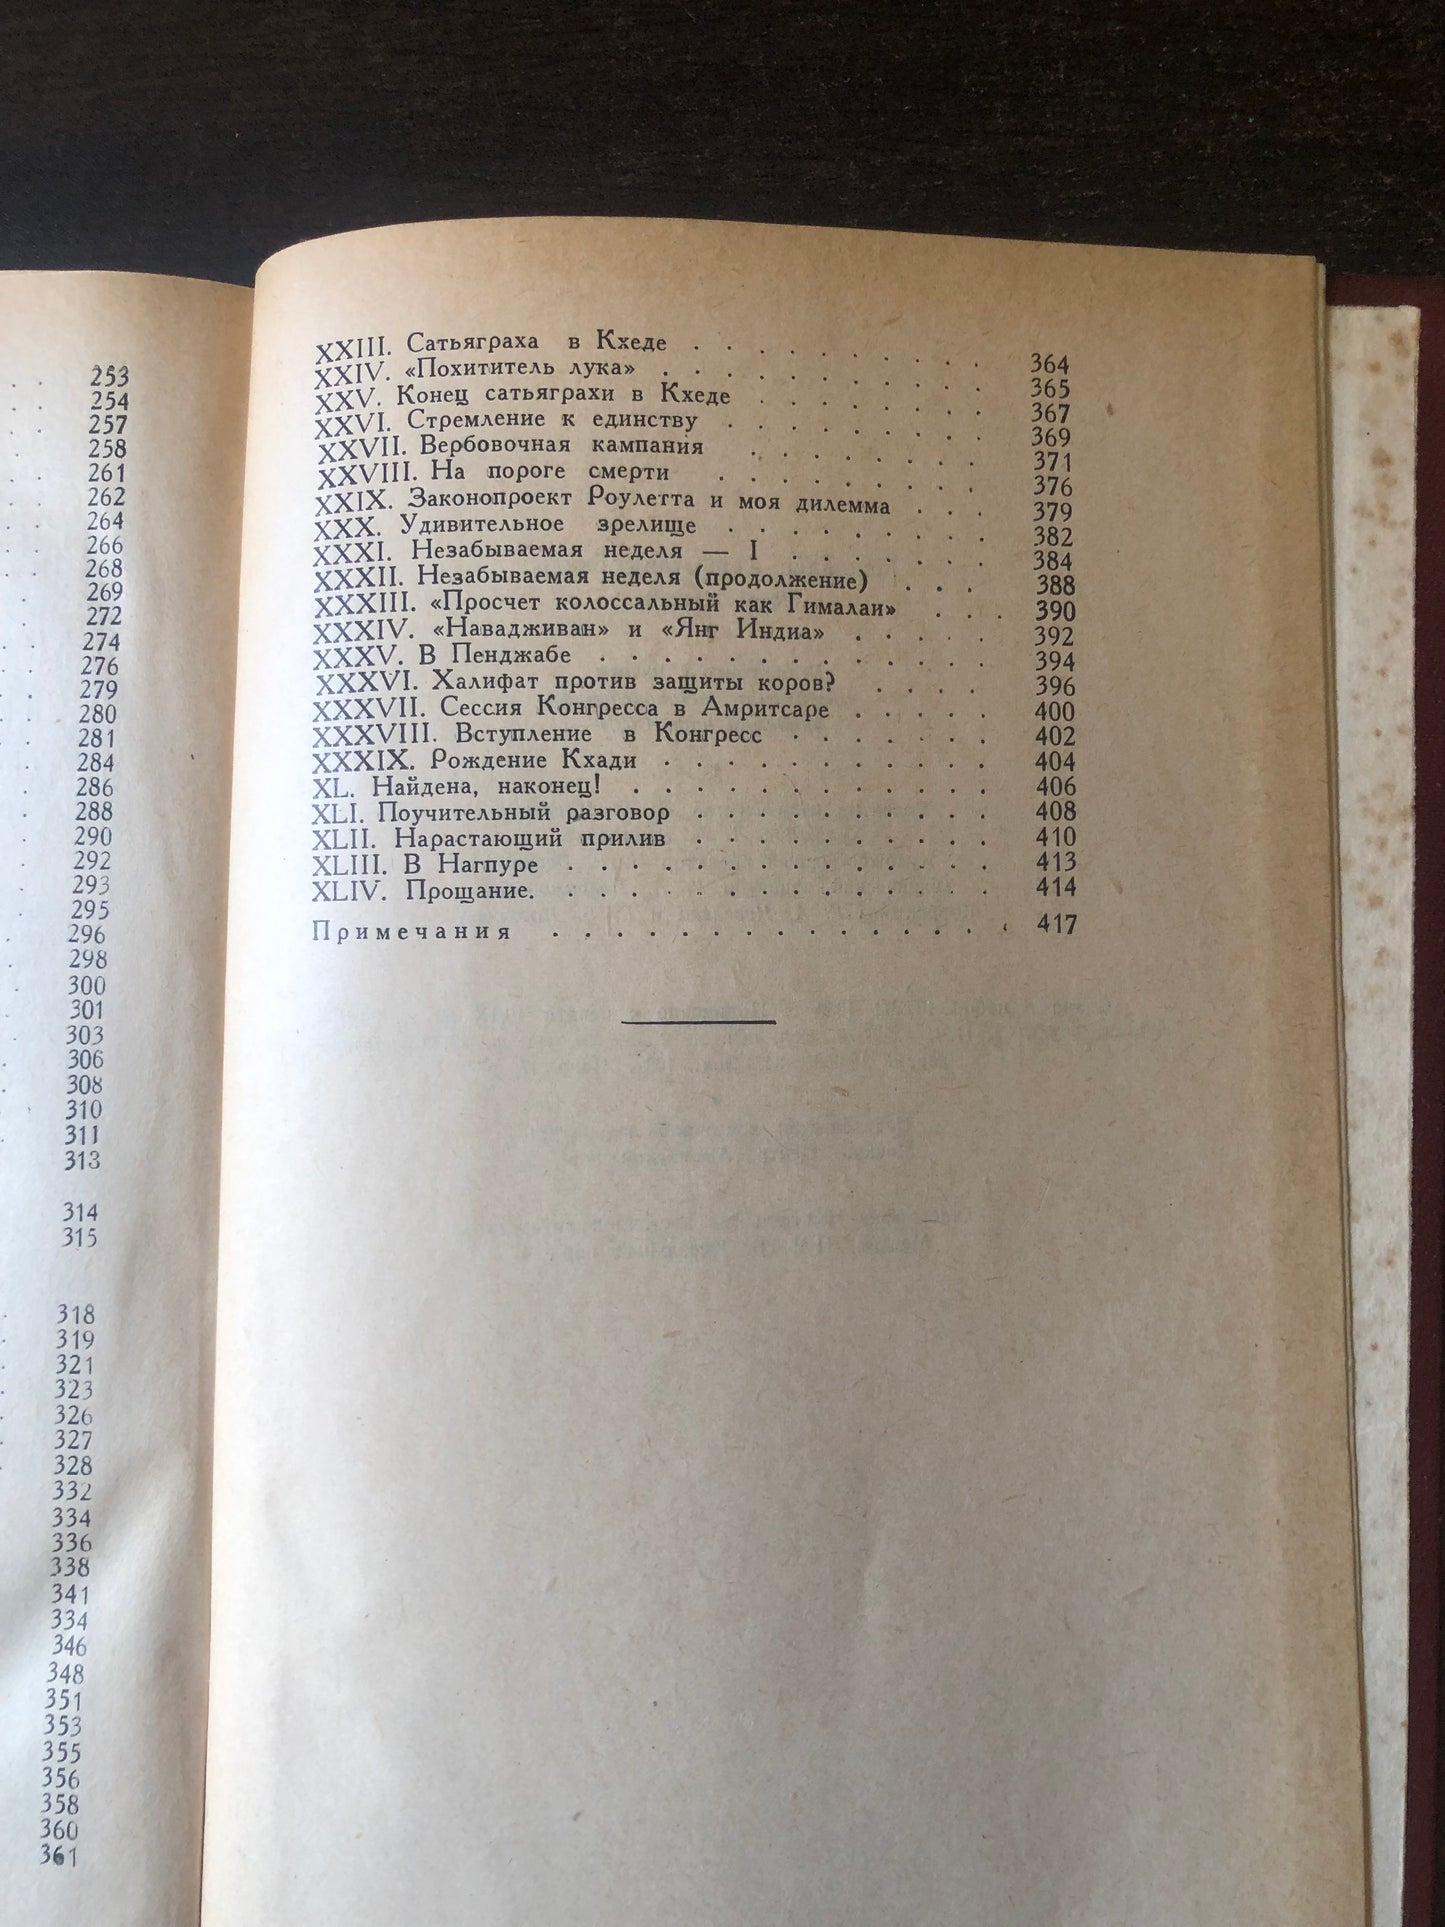 253
254
257
258
261
262
264
266
268
269
272
274
276
279
280
281
284
286
288
290
292
293
295
296
298
300
301
303
306
308
310
311
313
314
315
318
319
321
323
326
327
328
332
334
336
338
341
334
346
348
351
353
355
356
358
360
361
XXIII. Сатьяграха в Кхеде . . . . . . . . . 364
XXIV. «Похититель лука» . . . . . . . . . . 365
XXV. Конец сатьяграхи в Кхеде . . . . . . . 367
XXVI. Стремление к единству . . . . . . . . 369
XXVII. Вербовочная кампания . . . . . . . 371
XXVIII. На пороге смерти . . . . . . . . 376
XXIX. Законопроект Роулетта и моя дилемма . . . 379
XXX. Удивительное зрелище . . . . . . . . 382
XXXI. Незабываемая неделя — I . . . . . . 384
XXXII. Незабываемая неделя (продолжение) . . . 388
XXXIII. «Просчет колоссальный как Гималаи» . . . 390
XXXIV. «Навадживан» и «Янг Индиа» . . . . . 392
XXXV. В Пенджабе . . . . . . . . . . . . 394
XXXVI. Халифат против защиты коров? . . . . 396
XXXVII. Сессия Конгресса в Амритсаре . . . . . 400
XXXVIII. Вступление в Конгресс . . . . . . . 402
XXXIX. Рождение Кхади . . . . . . . . . . 404
XL. Найдена, наконец! . . . . . . . . . . . 406
XLI. Поучительный разговор . . . . . . . . . 408
XLII. Нарастающий прилив . . . . . . . . . 410
XLIII. В Нагпуре . . . . . . . . . . . . . 413
XLIV. Прощание. . . . . . . . . . . . . . 414
Примечания . . . . . . . . . . . . . . 417